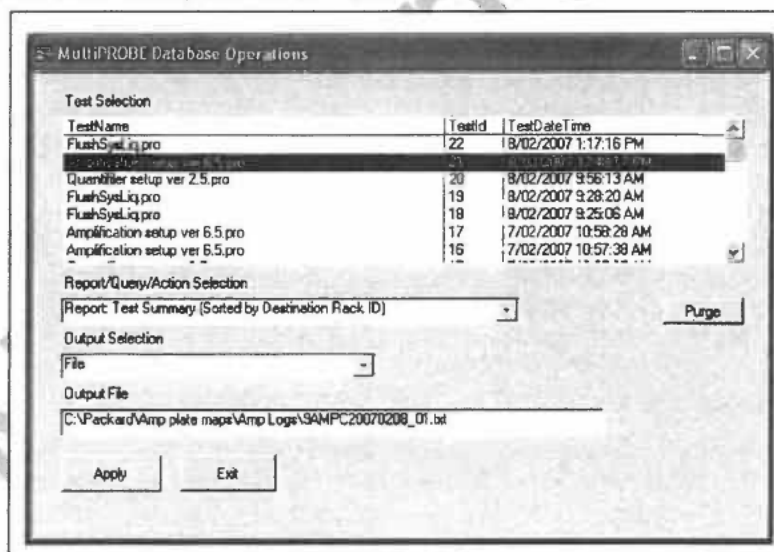 MultiPROBE Database Operations
Test Selection
TestName TestId TestDateTime
FlushSysLiq.pro 22 8/02/2007 1:17:16 PM
21
Quantifiler setup ver 2.5.pro 20 8/02/2007 9:56:13 AM
FlushSysLiq.pro 19 8/02/2007 9:28:20 AM
FlushSysLiq.pro 18 8/02/2007 9:25:06 AM
Amplification setup ver 6.5.pro 17 7/02/2007 10:58:28 AM
Amplification setup ver 6.5.pro 16 7/02/2007 10:57:38 AM
Report/Query/Action Selection
Report: Test Summary (Sorted by Destination Rack ID)
Purge
Output Selection
File
Output File
C:\Packard\Amp plate maps\Amp Logs\9AMPC20070208_01.txt
Apply Exit